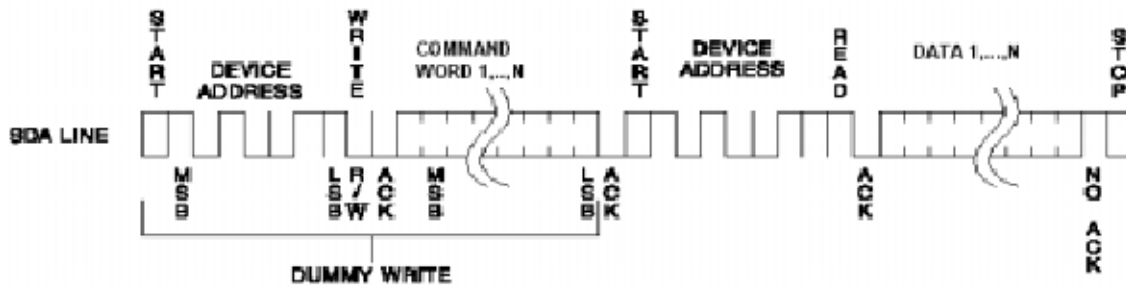 START
DEVICE
ADDRESS
WRITE
COMMAND
WORD 1,...,N
START
DEVICE
ADDRESS
READ
DATA 1,...,N
STOP
SDA LINE
MSB
LSB
R/W
ACK
MSB
LSB
ACK
ACK
NO ACK
DUMMY WRITE